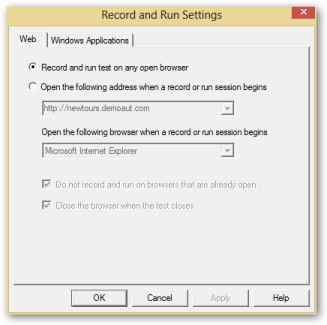 Record and Run Settings
Web
Windows Applications
Record and run test on any open browser
Open the following address when a record or run session begins
http://newtours.demoaut.com
Open the following browser when a record or run session begins
Microsoft Internet Explorer
Do not record and run on browsers that are already open
Close the browser when the test closes
OK
Cancel
Apply
Help